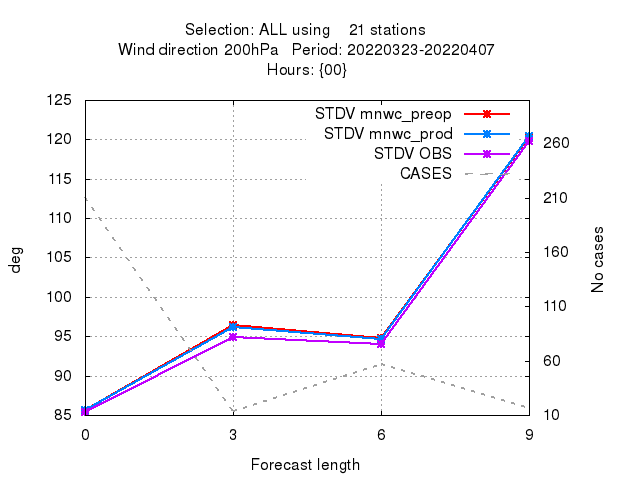 Selection: ALL using    21 stations
Wind direction 200hPa   Period: 20220323-20220407
Hours: {00}
125
120
115
110
105
100
95
90
85
deg
STDV mnwc_preop
STDV mnwc_prod
STDV OBS
CASES
260
210
160
110
60
10
No cases
0
3
6
9
Forecast length